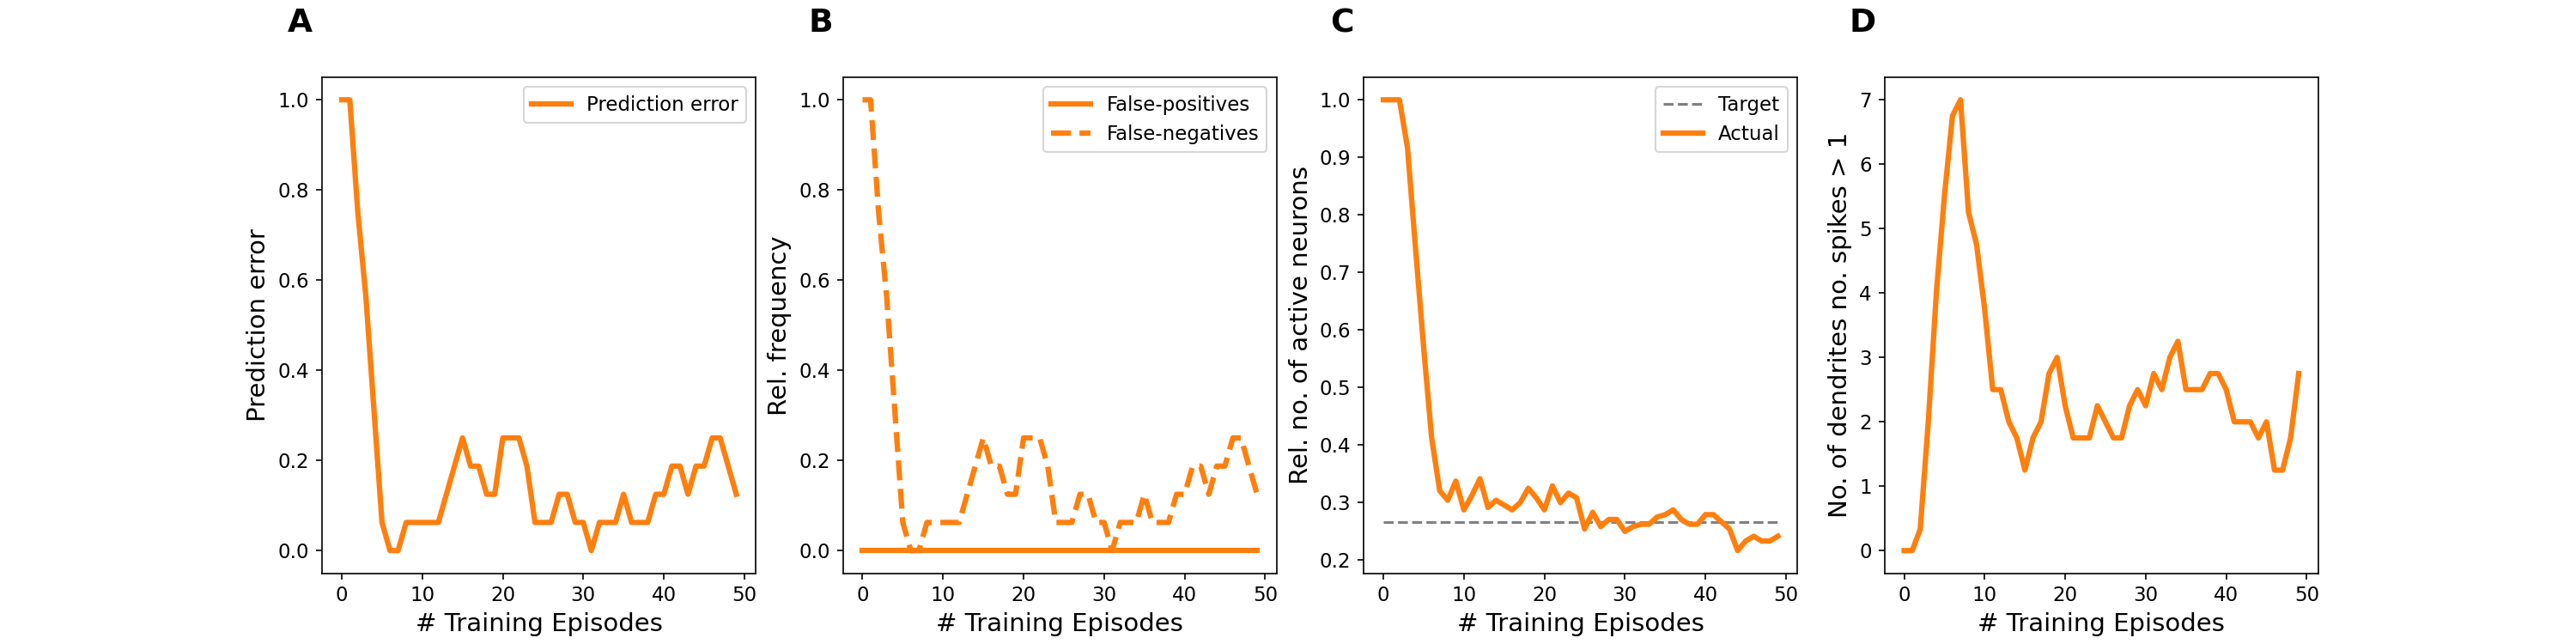 A
B
C
D
Prediction error
1.0
0.8
0.6
0.4
0.2
0.0
Prediction error
0 10 20 30 40 50
# Training Episodes
Rel. frequency
1.0
0.8
0.6
0.4
0.2
0.0
False-positives
False-negatives
0 10 20 30 40 50
# Training Episodes
Rel. no. of active neurons
1.0
0.9
0.8
0.7
0.6
0.5
0.4
0.3
0.2
Target
Actual
0 10 20 30 40 50
# Training Episodes
No. of dendrites no. spikes > 1
7
6
5
4
3
2
1
0
0 10 20 30 40 50
# Training Episodes